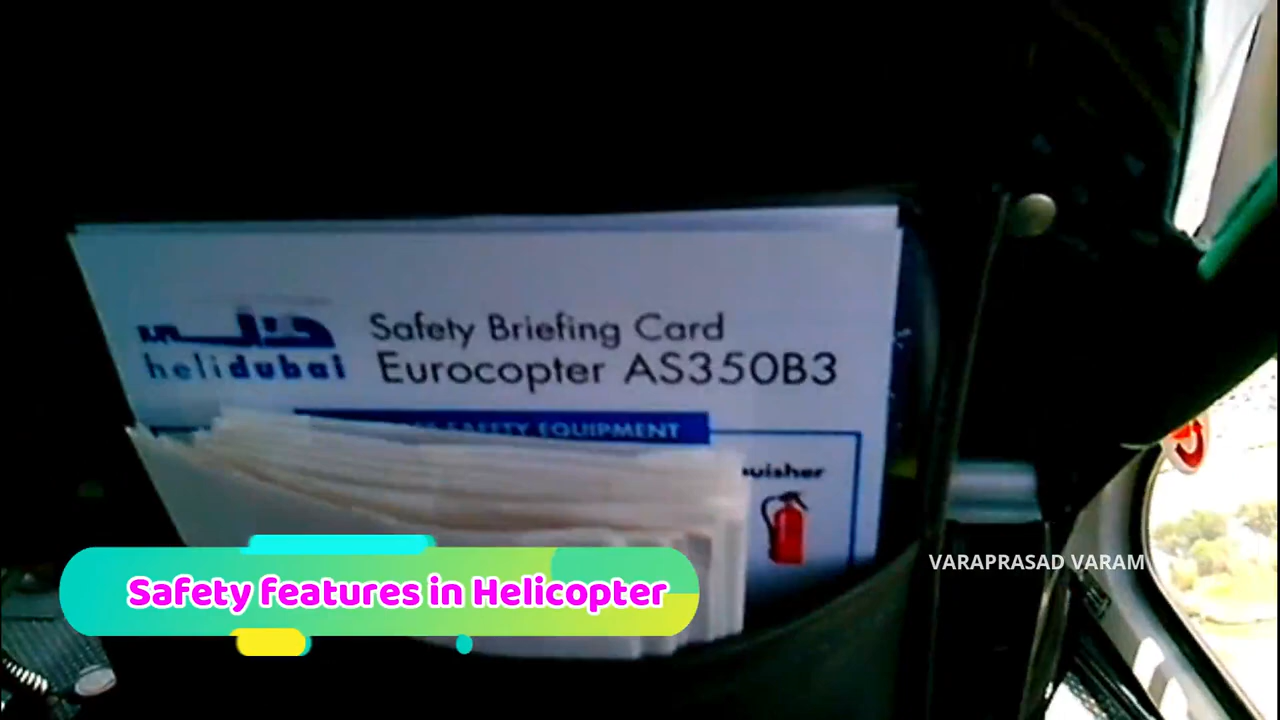 Safety Briefing Card
helidubai
Eurocopter AS350B3
SAFETY EQUIPMENT
Safety features in Helicopter
VARAPRASAD VARAM